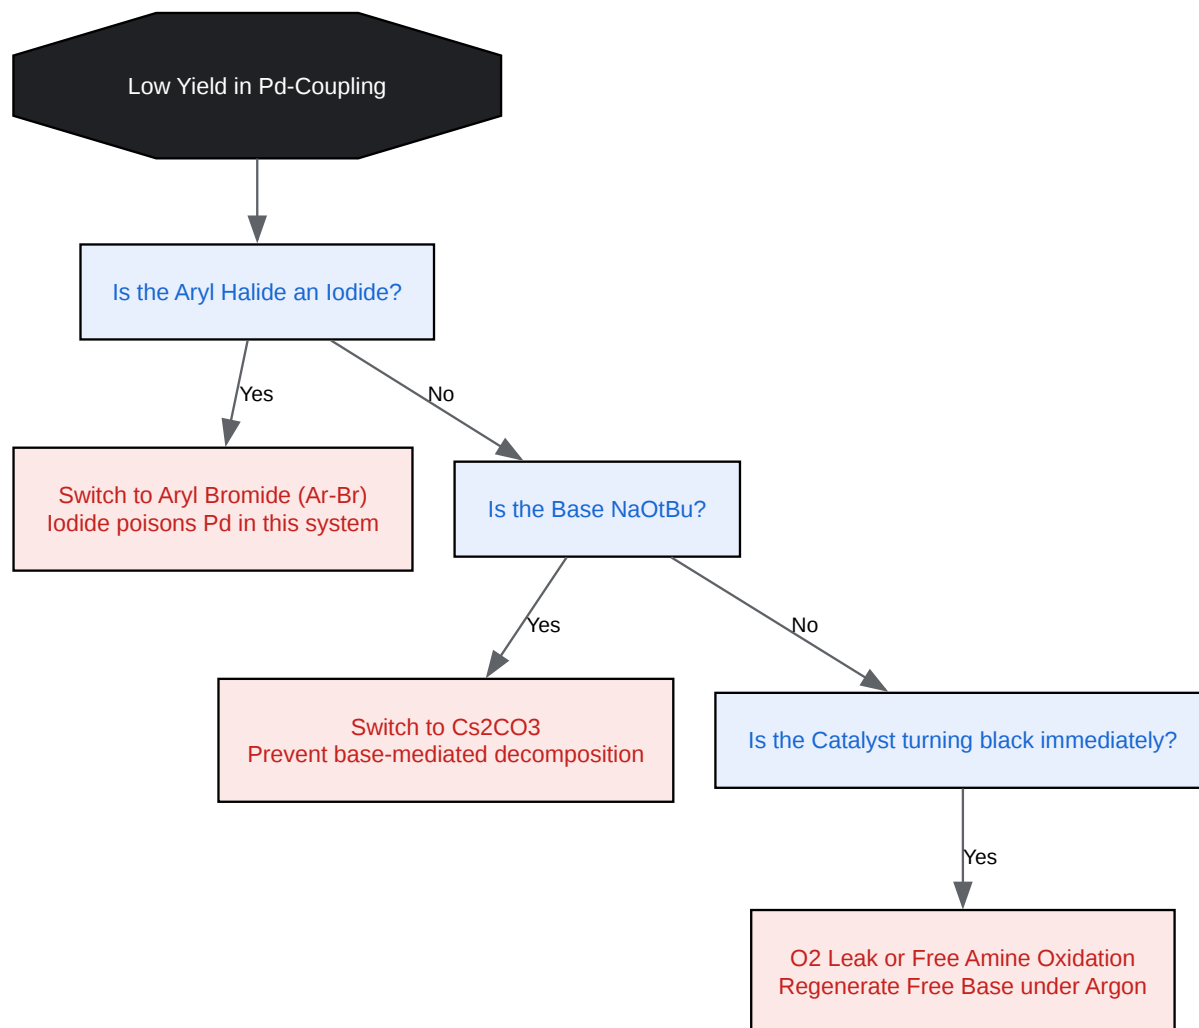 Low Yield in Pd-Coupling
Is the Aryl Halide an Iodide?
Yes
No
Switch to Aryl Bromide (Ar-Br)
Iodide poisons Pd in this system
Is the Base NaOtBu?
Yes
No
Switch to Cs2CO3
Prevent base-mediated decomposition
Is the Catalyst turning black immediately?
Yes
O2 Leak or Free Amine Oxidation
Regenerate Free Base under Argon